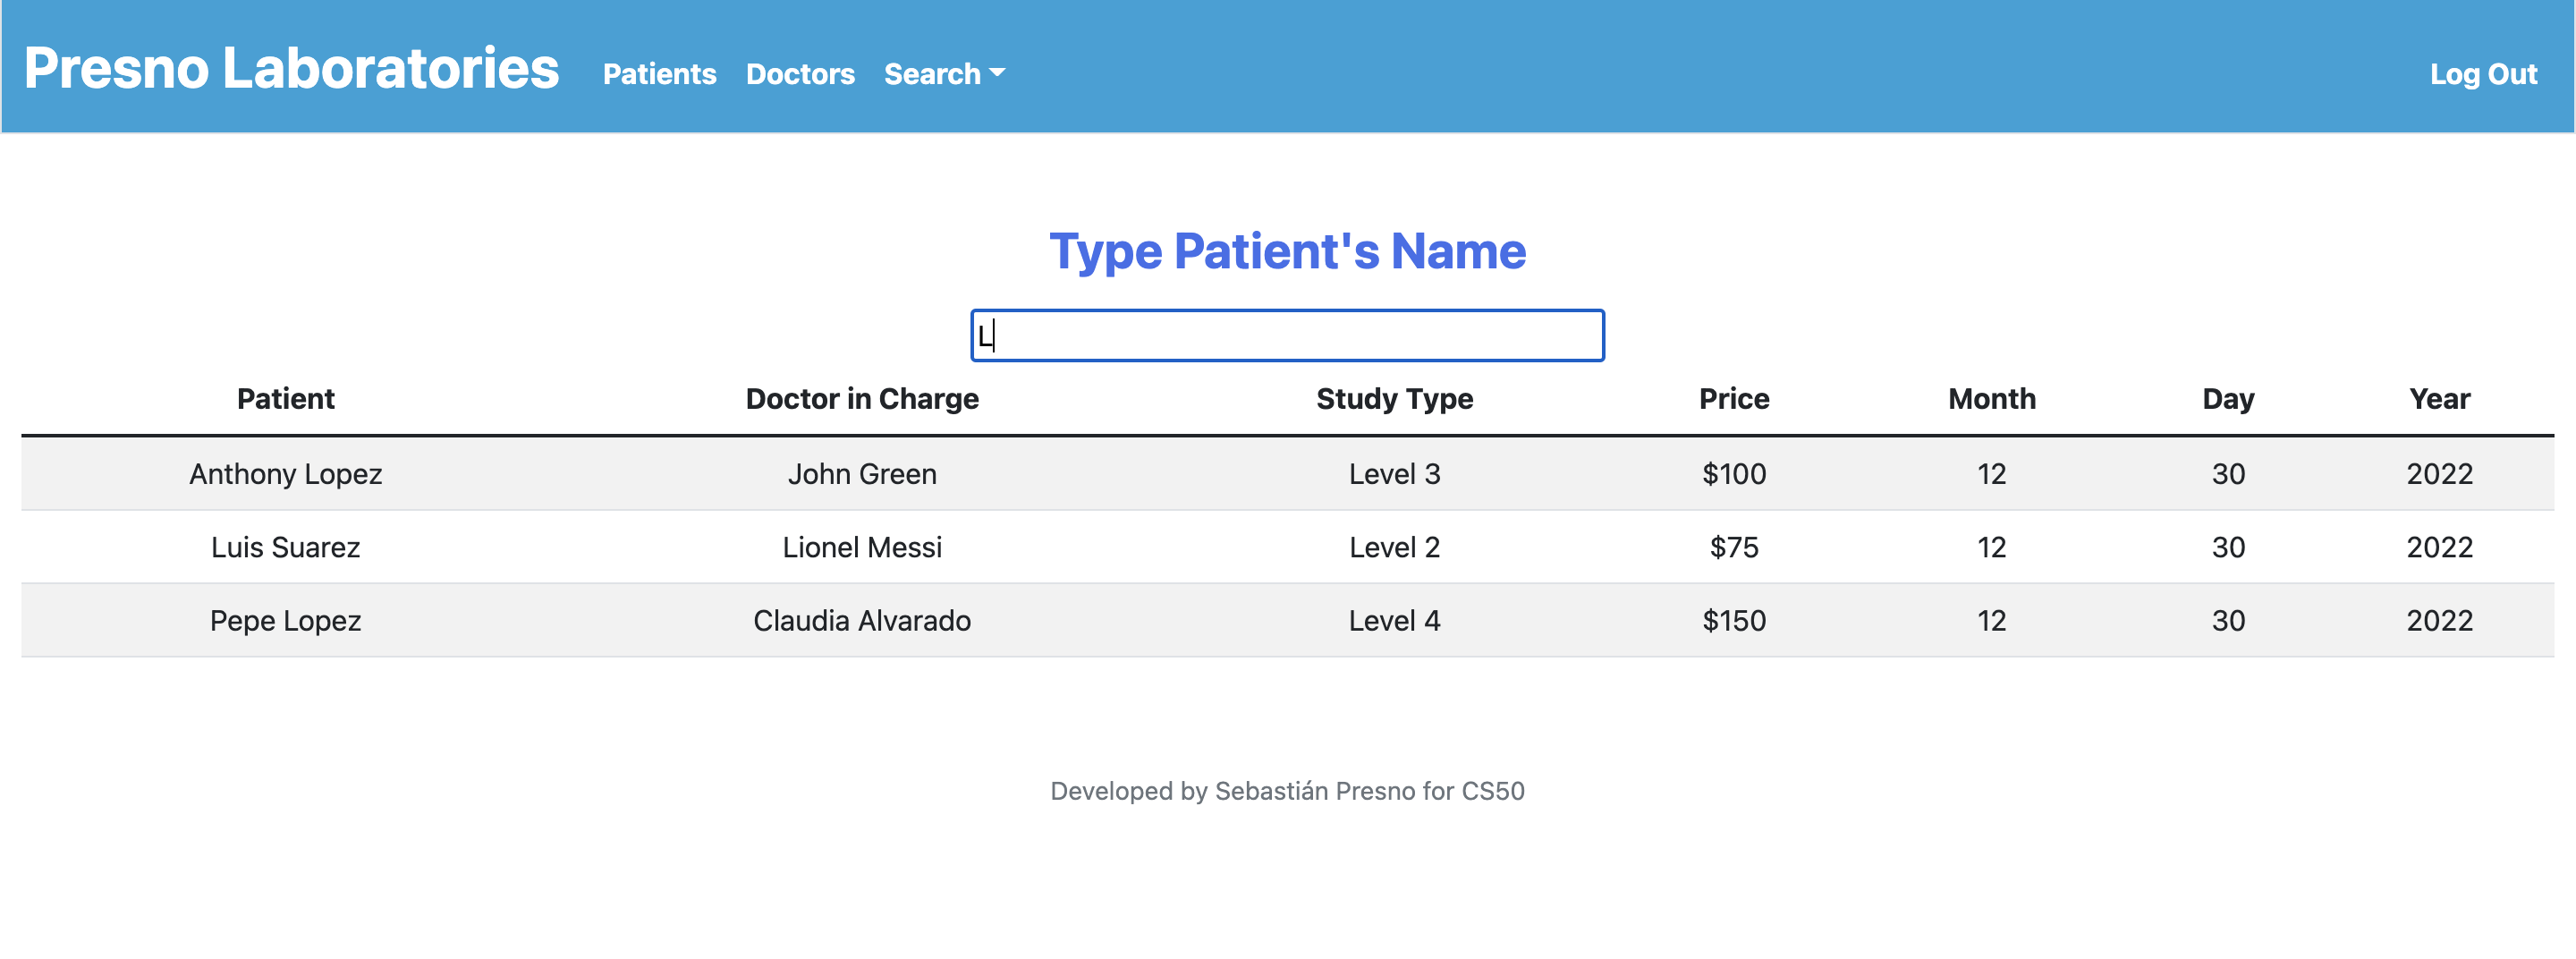 Presno Laboratories Patients Doctors Search Log Out
Type Patient's Name
L
Patient Doctor in Charge Study Type Price Month Day Year
Anthony Lopez John Green Level 3 $100 12 30 2022
Luis Suarez Lionel Messi Level 2 $75 12 30 2022
Pepe Lopez Claudia Alvarado Level 4 $150 12 30 2022
Developed by Sebastián Presno for CS50